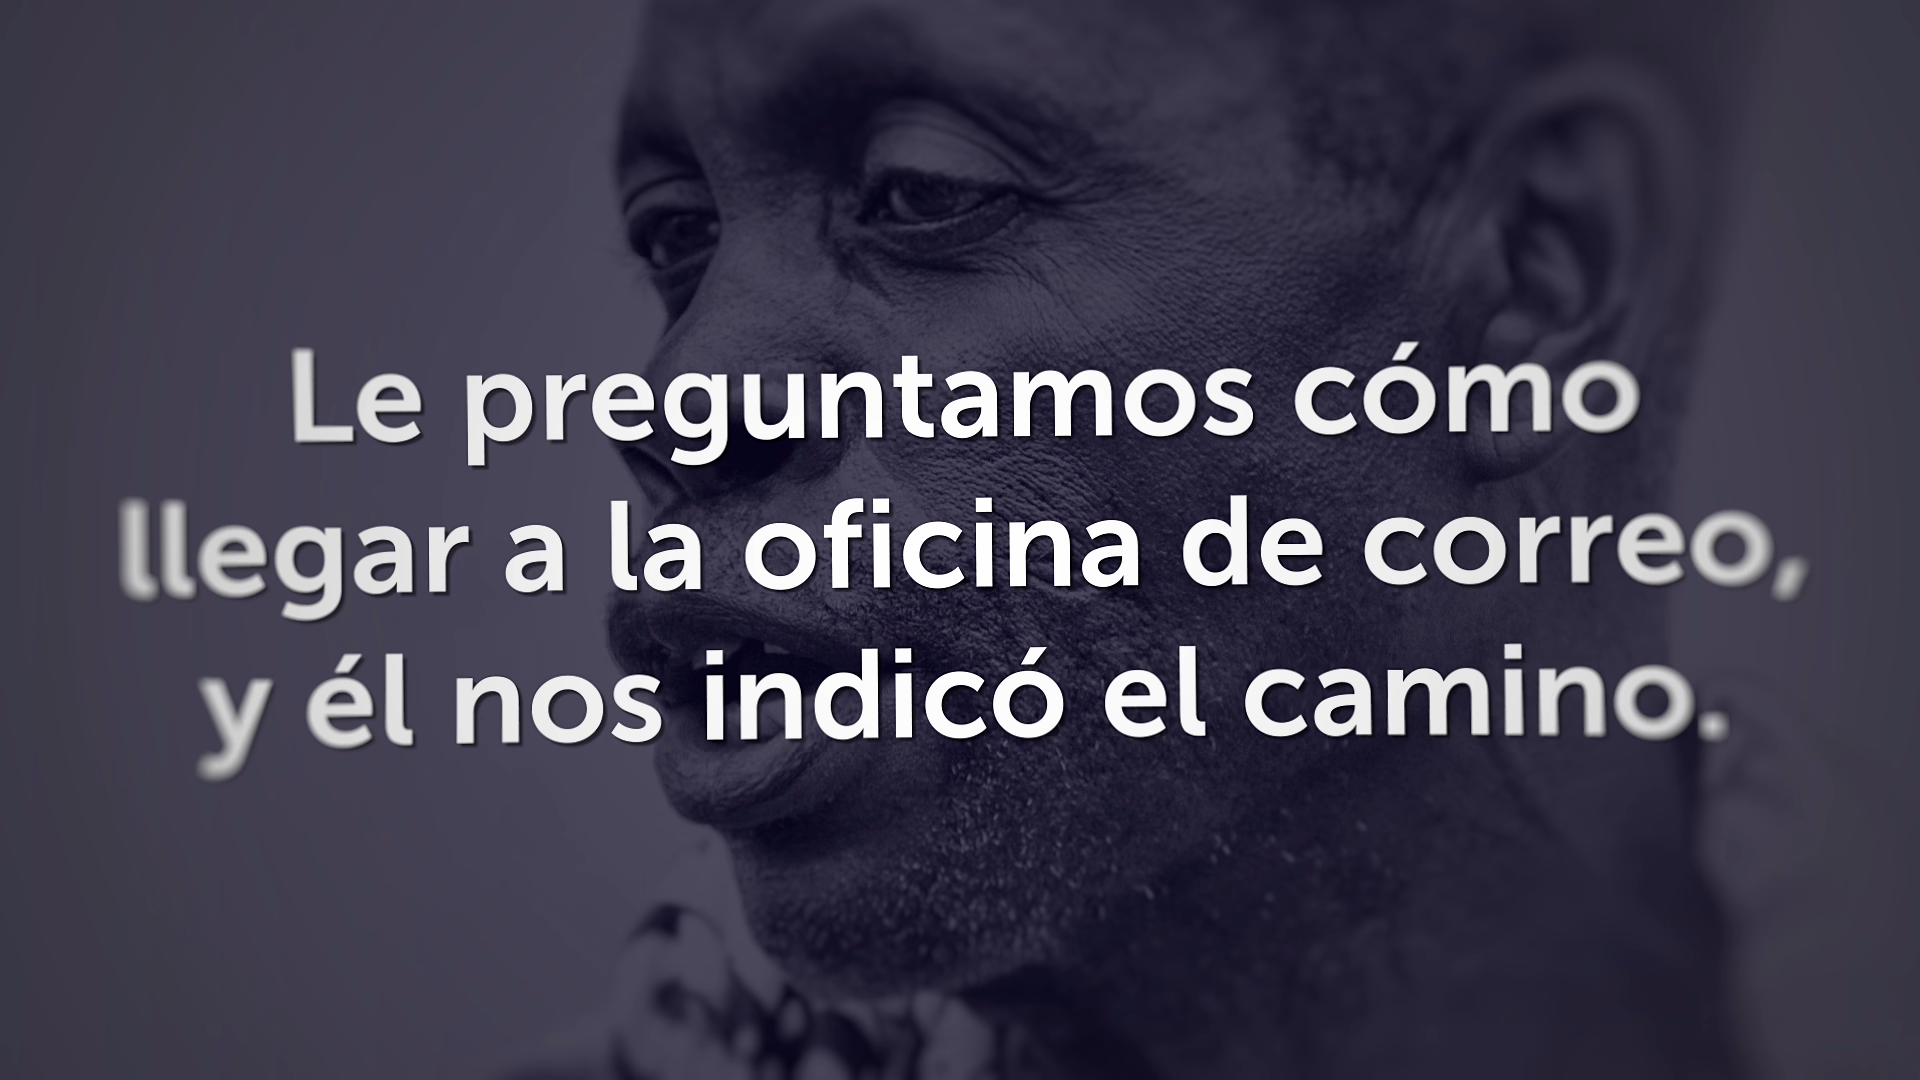 Le preguntamos cómo
llegar a la oficina de correo,
y él nos indicó el camino.